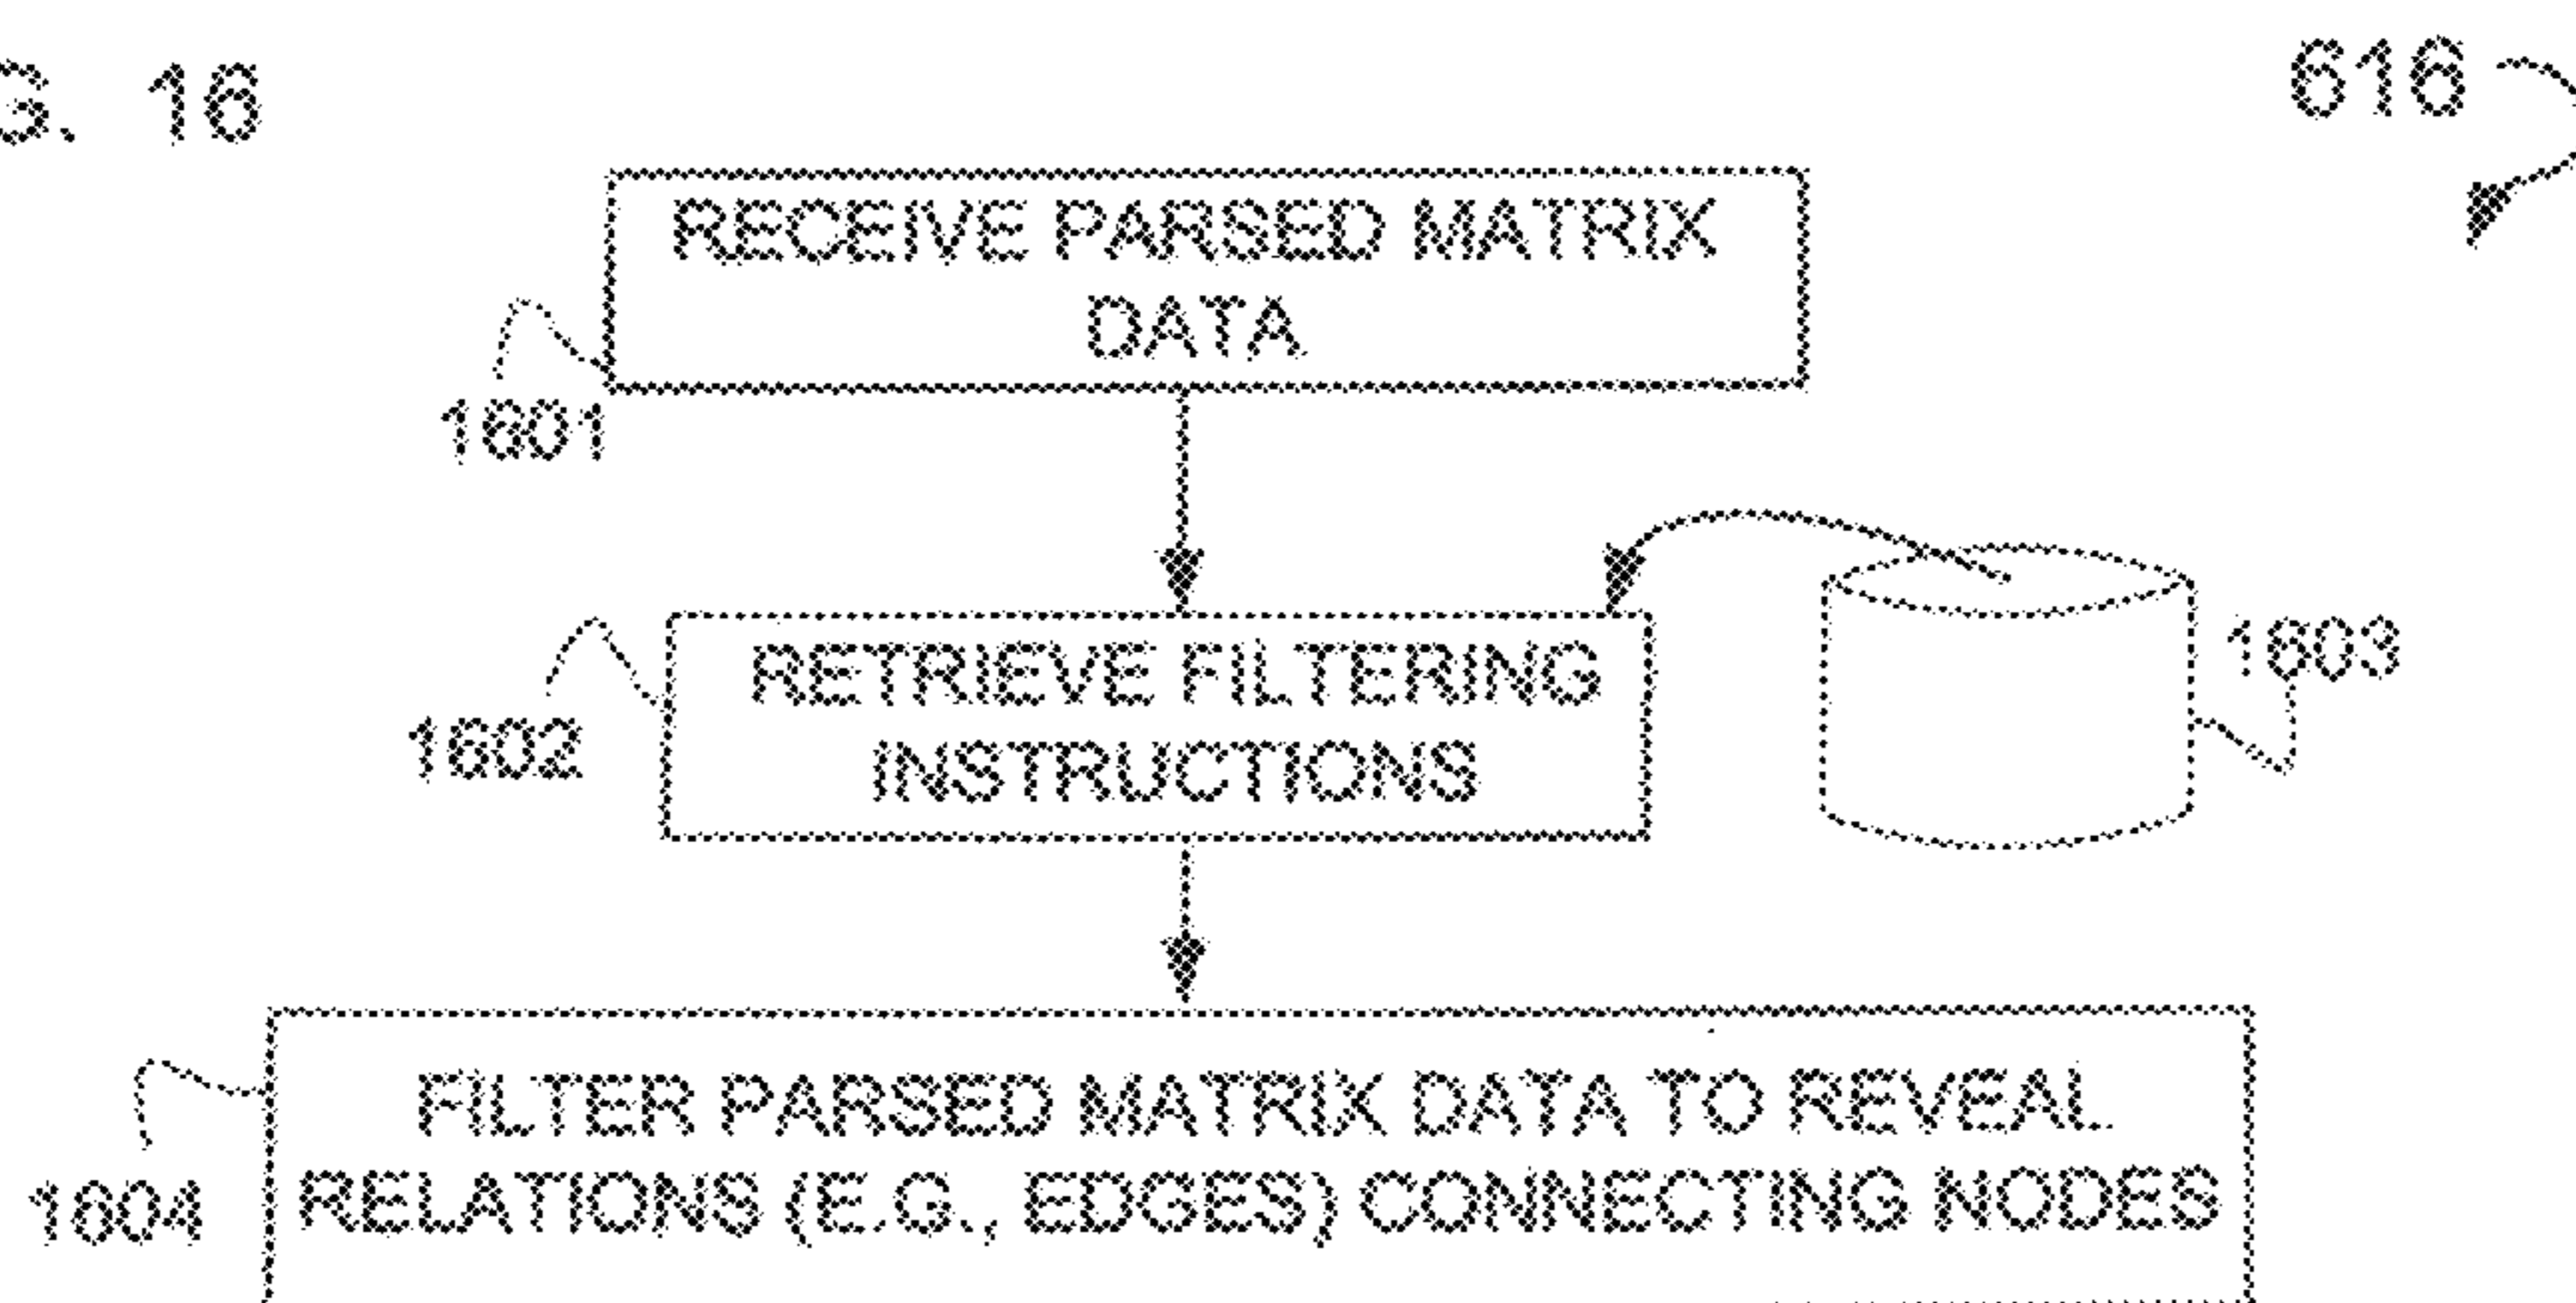 G. 16
616
RECEIVE PARSED MATRIX
DATA
1601
RETRIEVE FILTERING
INSTRUCTIONS
1602
1603
FILTER PARSED MATRIX DATA TO REVEAL
RELATIONS (E.G., EDGES) CONNECTING NODES
1604